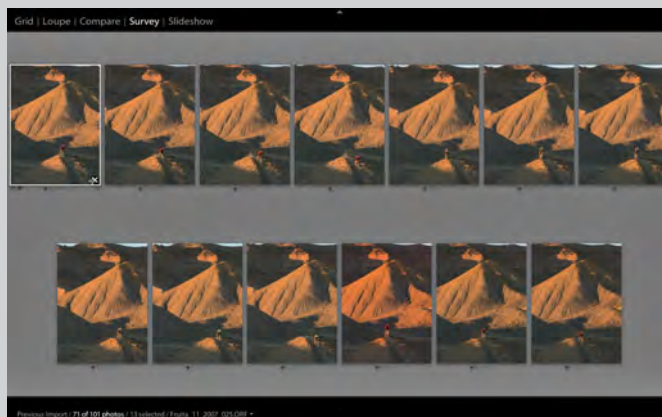 Grid | Loupe | Compare | Survey | Slideshow
Previous Import / 71 of 101 photos / 13 selected / Fruita_11_2007_025.ORF